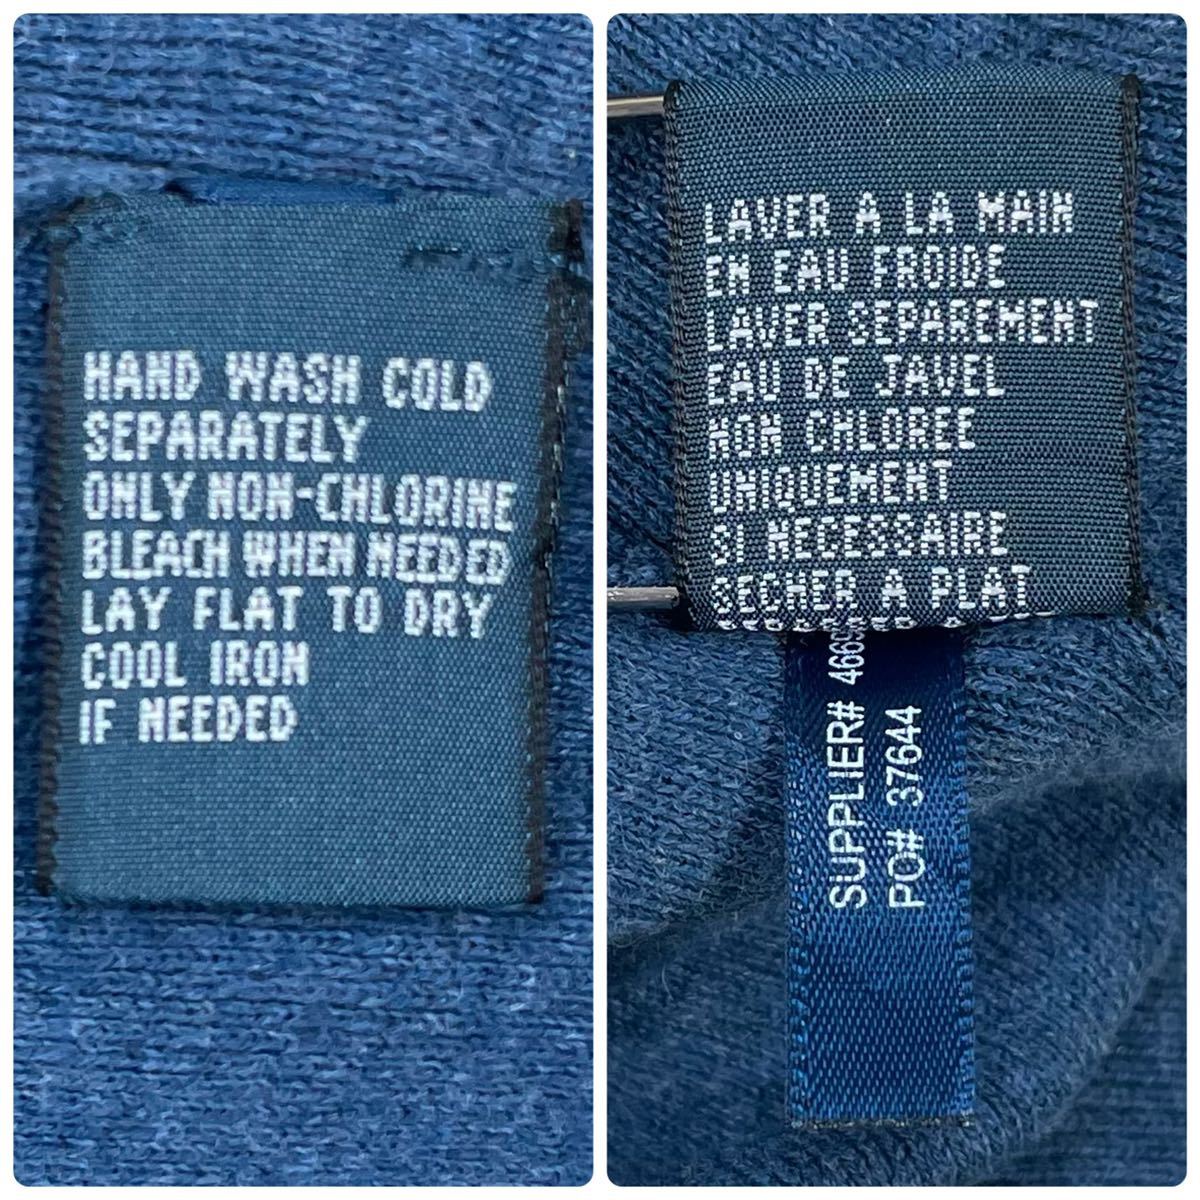 HAND WASH COLD
SEPARATELY
ONLY NON-CHLORINE
BLEACH WHEN NEEDED
LAY FLAT TO DRY
COOL IRON
IF NEEDED
LAVER A LA MAIN
EN EAU FROIDE
LAVER SEPAREMENT
EAU DE JAVEL
NON CHLOREE
UNIQUEMENT
SI NECESSAIRE
SECHER A PLAT
SUPPLIER#
PO# 37644